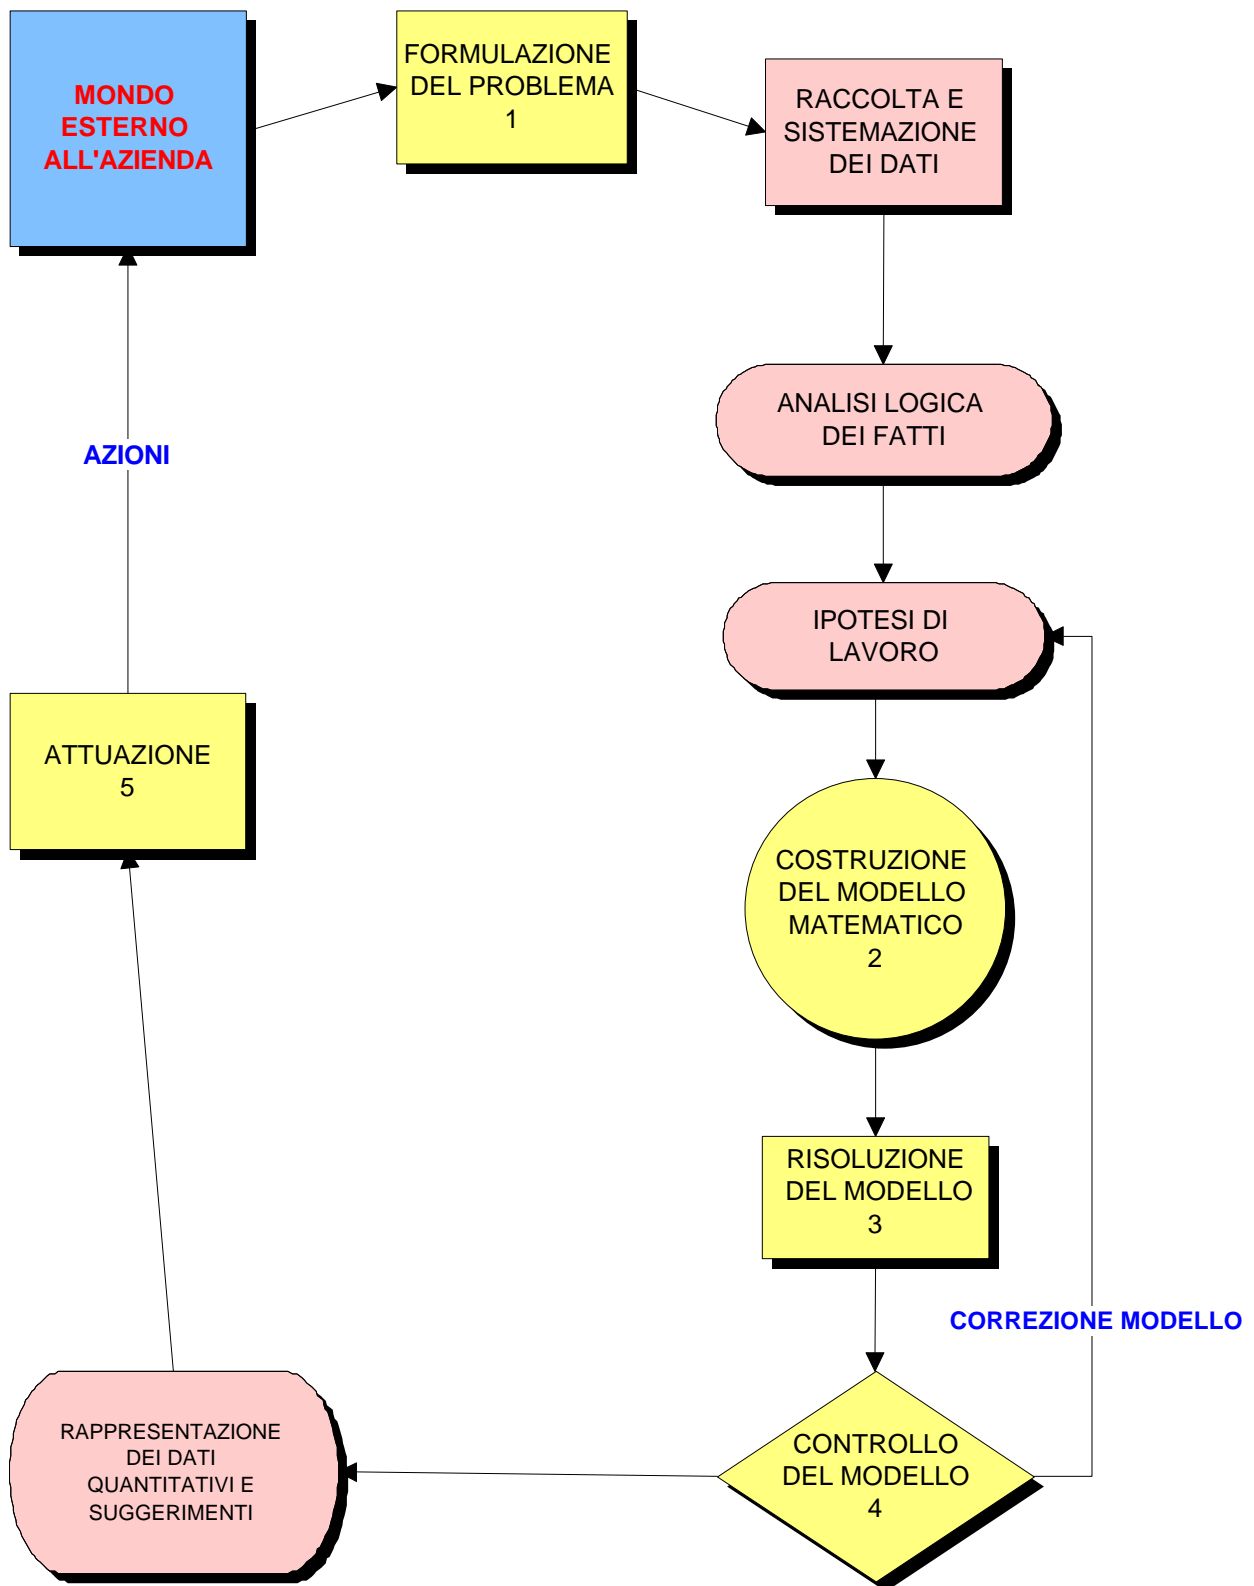 MONDO
ESTERNO
ALL'AZIENDA
FORMULAZIONE
DEL PROBLEMA
1
RACCOLTA E
SISTEMAZIONE
DEI DATI
ANALISI LOGICA
DEI FATTI
IPOTESI DI
LAVORO
COSTRUZIONE
DEL MODELLO
MATEMATICO
2
RISOLUZIONE
DEL MODELLO
3
CORREZIONE MODELLO
CONTROLLO
DEL MODELLO
4
RAPPRESENTAZIONE
DEI DATI
QUANTITATIVI E
SUGGERIMENTI
ATTUAZIONE
5
AZIONI